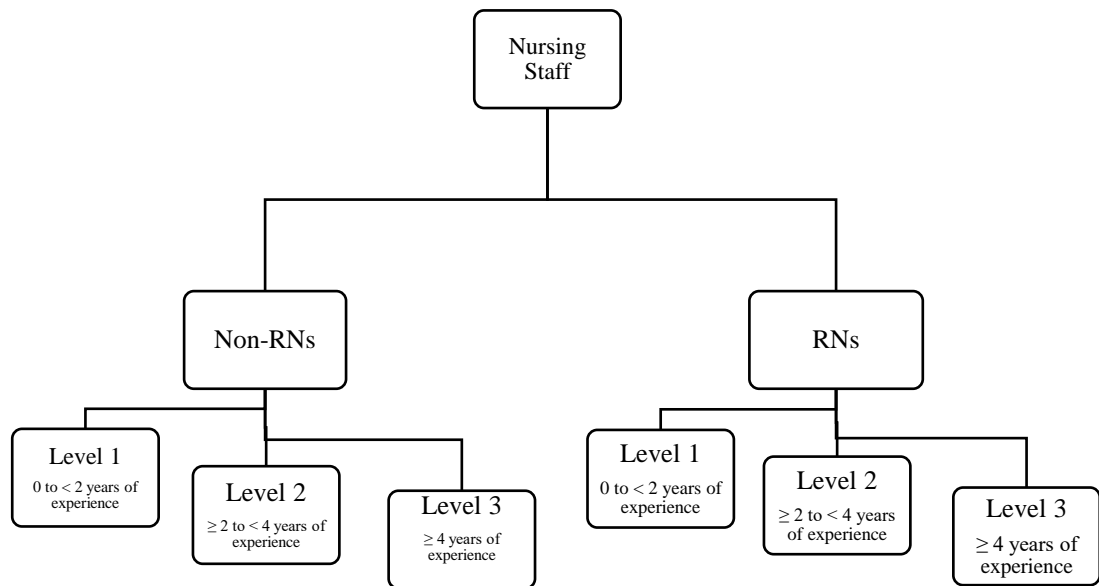 Nursing
Staff
Non-RNs
RNs
Level 1
0 to < 2 years of
experience
Level 2
≥ 2 to < 4 years of
experience
Level 3
≥ 4 years of
experience
Level 1
0 to < 2 years of
experience
Level 2
≥ 2 to < 4 years
of experience
Level 3
≥ 4 years of
experience